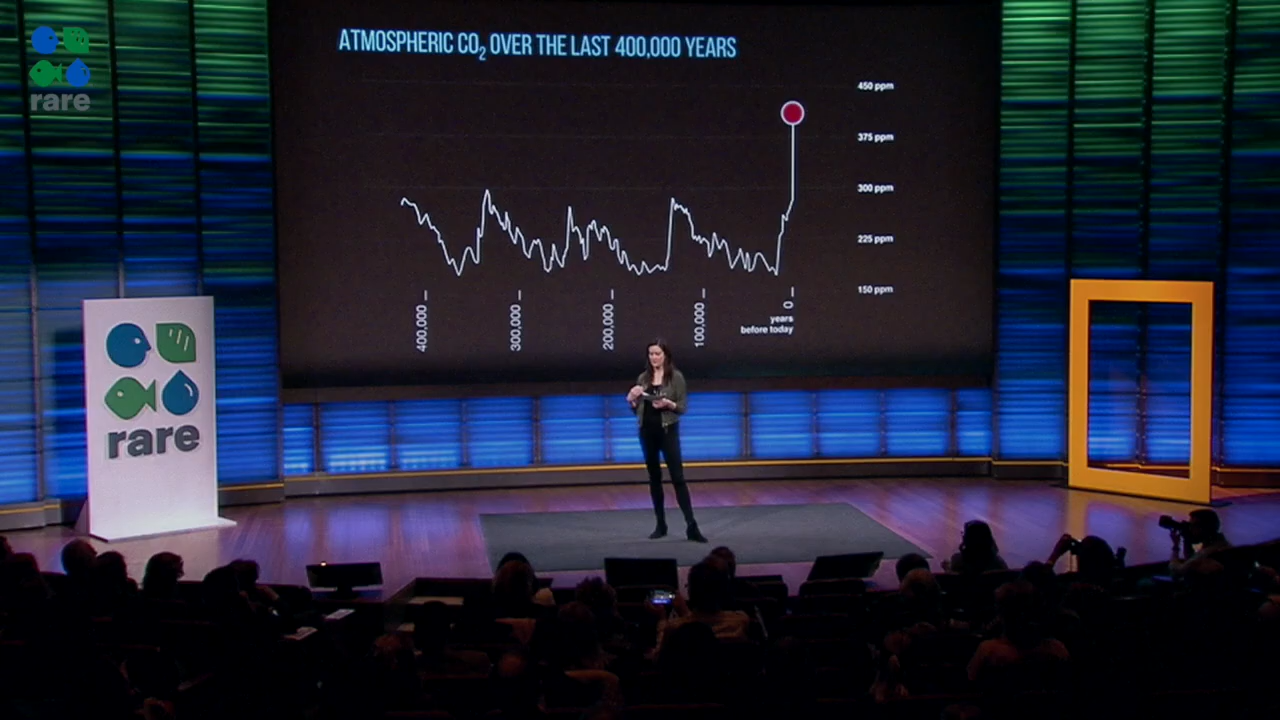 rare
ATMOSPHERIC CO₂ OVER THE LAST 400,000 YEARS
450 ppm
375 ppm
300 ppm
225 ppm
150 ppm
400,000
300,000
200,000
100,000
0
years
before today
rare